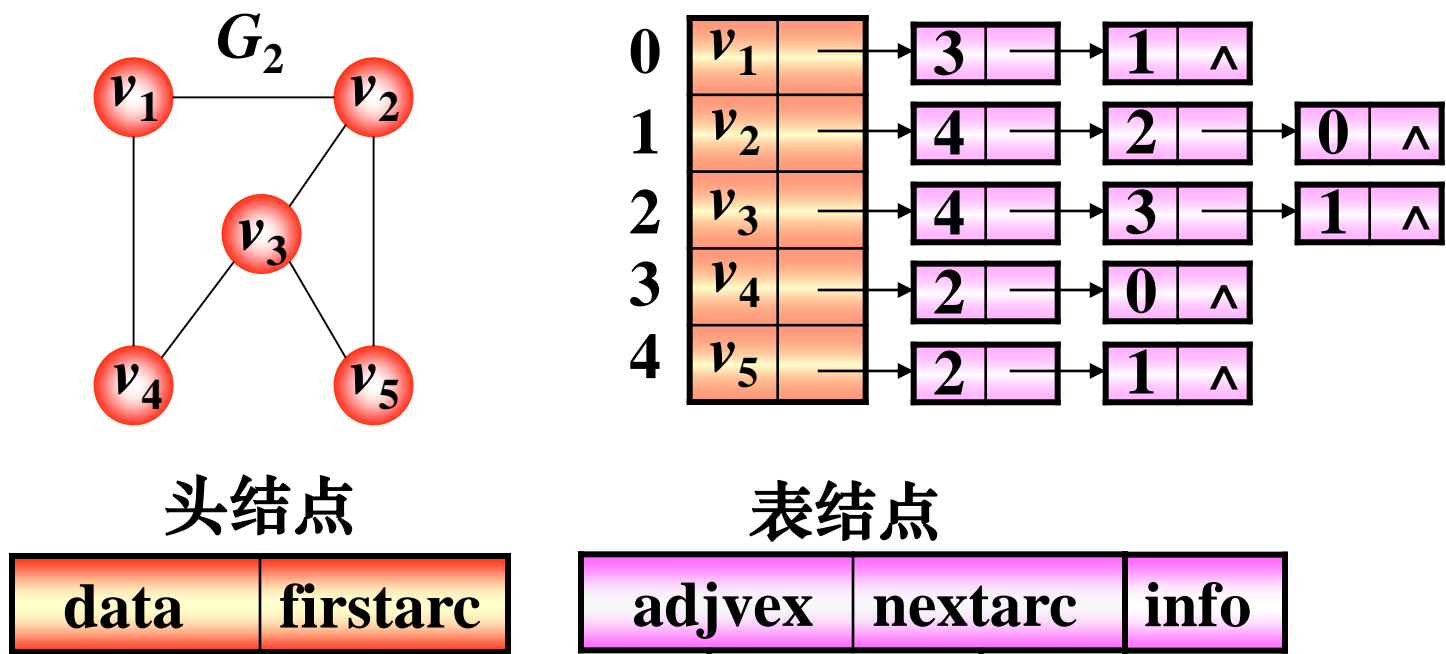 G₂
v₁ v₂
v₃
v₄ v₅
0 v₁ 3 1 ^
1 v₂ 4 2 0 ^
2 v₃ 4 3 1 ^
3 v₄ 2 0 ^
4 v₅ 2 1 ^
头结点 表结点
data firstarc adjvex nextarc info